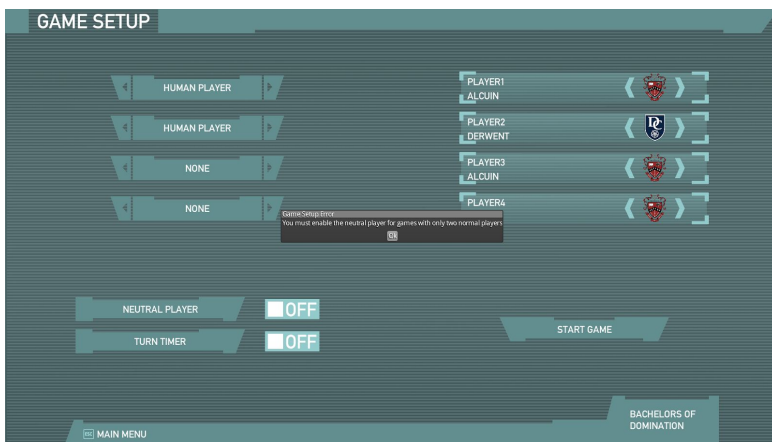 GAME SETUP
HUMAN PLAYER
PLAYER1
ALCUIN
HUMAN PLAYER
PLAYER2
DERWENT
NONE
PLAYER3
ALCUIN
NONE
PLAYER4
Game Setup Error
You must enable the neutral player for games with only two normal players
Ok
NEUTRAL PLAYER
OFF
TURN TIMER
OFF
START GAME
BACHELORS OF
DOMINATION
ESC MAIN MENU